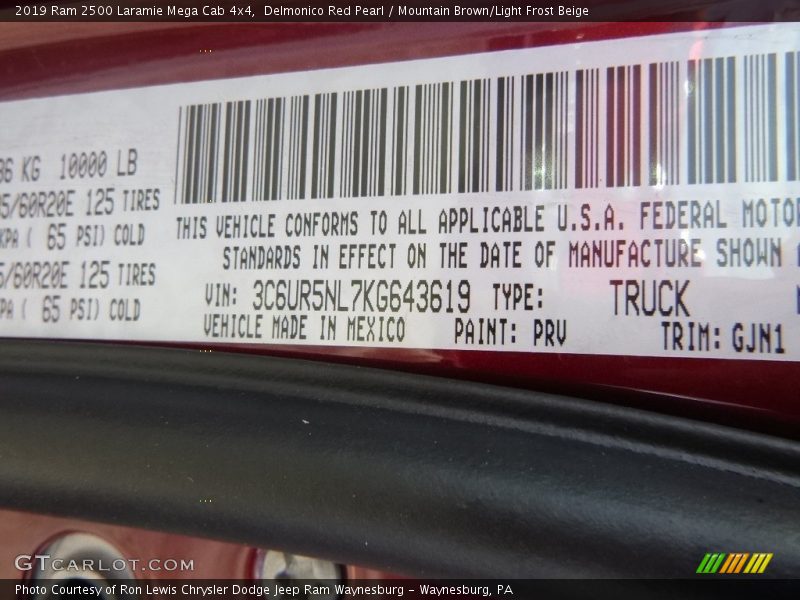 2019 Ram 2500 Laramie Mega Cab 4x4, Delmonico Red Pearl / Mountain Brown/Light Frost Beige
KG 10000 LB
5/60R20E 125 TIRES
KPA ( 65 PSI) COLD
5/60R20E 125 TIRES
KPA ( 65 PSI) COLD
THIS VEHICLE CONFORMS TO ALL APPLICABLE U.S.A. FEDERAL MOTO
STANDARDS IN EFFECT ON THE DATE OF MANUFACTURE SHOWN
VIN: 3C6UR5NL7KG643619 TYPE: TRUCK
VEHICLE MADE IN MEXICO PAINT: PRV TRIM: GJN1
GTCARLOT.COM
Photo Courtesy of Ron Lewis Chrysler Dodge Jeep Ram Waynesburg - Waynesburg, PA